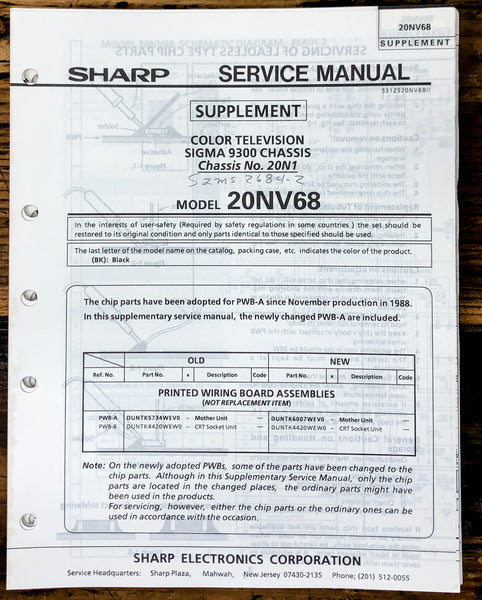 20NV68
SUPPLEMENT
SHARP SERVICE MANUAL
S31Z520NV68//
SUPPLEMENT
COLOR TELEVISION
SIGMA 9300 CHASSIS
Chassis No. 20N1
MODEL 20NV68
In the interests of user-safety (Required by safety regulations in some countries) the set should be
restored to its original condition and only parts identical to those specified should be used.
The last letter of the model name on the catalog, packing case, etc. indicates the color of the product.
(BK): Black
The chip parts have been adopted for PWB-A since November production in 1988.
In this supplementary service manual, the newly changed PWB-A are included.
OLD NEW
Ref. No. Part No. ★ Description Code Part No. ★ Description Code
PRINTED WIRING BOARD ASSEMBLIES
(NOT REPLACEMENT ITEM)
PWB-A DUNTK5734WEV0 – Mother Unit — DUNTK6007WEV0 – Mother Unit —
PWB-B DUNTK4420WEW0 – CRT Socket Unit — DUNTK4420WEW0 – CRT Socket Unit —
Note: On the newly adopted PWBs, some of the parts have been changed to the
chip parts. Although in this Supplementary Service Manual, only the chip
parts are located in the changed places, the ordinary parts might have
been used in the products.
For servicing, however, either the chip parts or the ordinary ones can be
used in accordance with the occasion.
SHARP ELECTRONICS CORPORATION
Service Headquarters: Sharp Plaza, Mahwah, New Jersey 07430-2135 Phone; (201) 512-0055